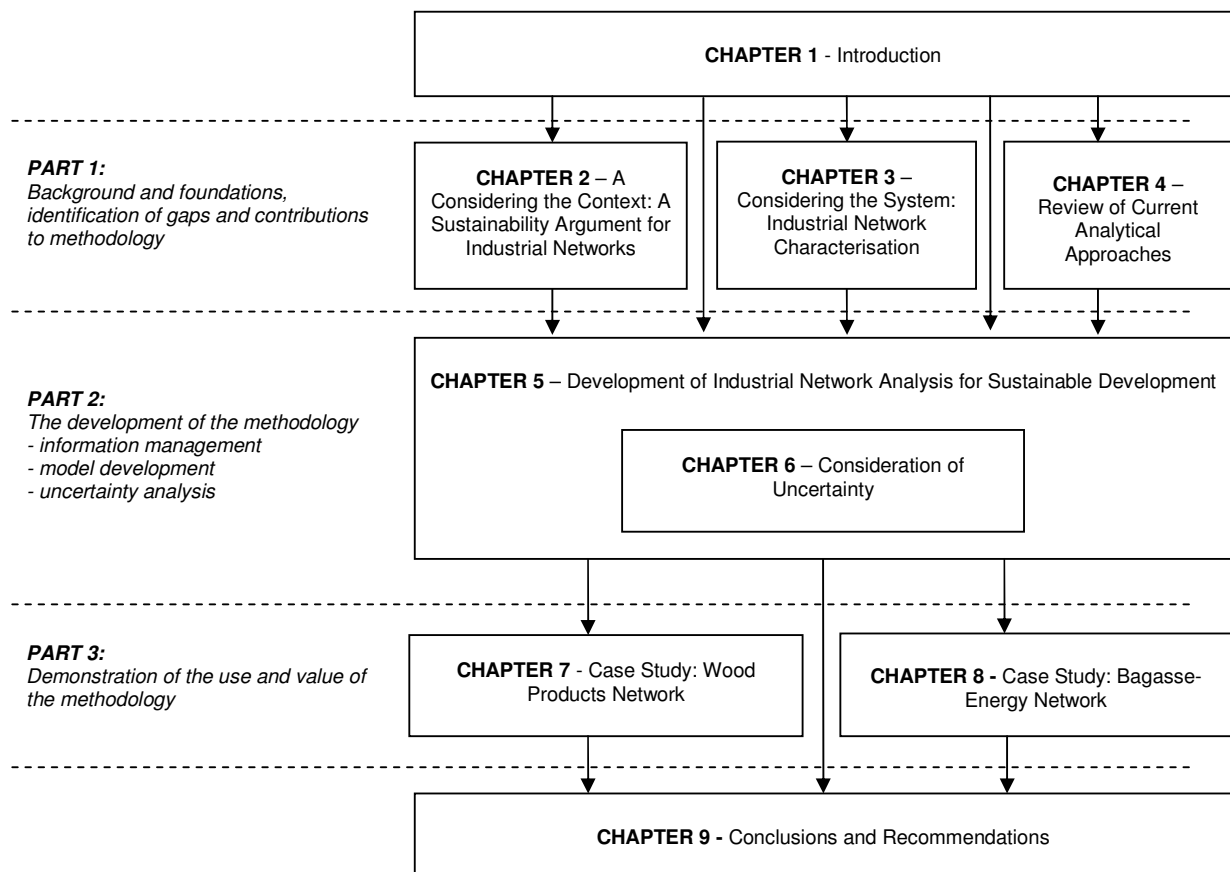 CHAPTER 1 - Introduction
PART 1:
Background and foundations,
identification of gaps and contributions
to methodology
CHAPTER 2 – A
Considering the Context: A
Sustainability Argument for
Industrial Networks
CHAPTER 3 –
Considering the System:
Industrial Network
Characterisation
CHAPTER 4 –
Review of Current
Analytical
Approaches
PART 2:
The development of the methodology
- information management
- model development
- uncertainty analysis
CHAPTER 5 – Development of Industrial Network Analysis for Sustainable Development
CHAPTER 6 – Consideration of
Uncertainty
PART 3:
Demonstration of the use and value of
the methodology
CHAPTER 7 - Case Study: Wood
Products Network
CHAPTER 8 - Case Study: Bagasse-
Energy Network
CHAPTER 9 - Conclusions and Recommendations